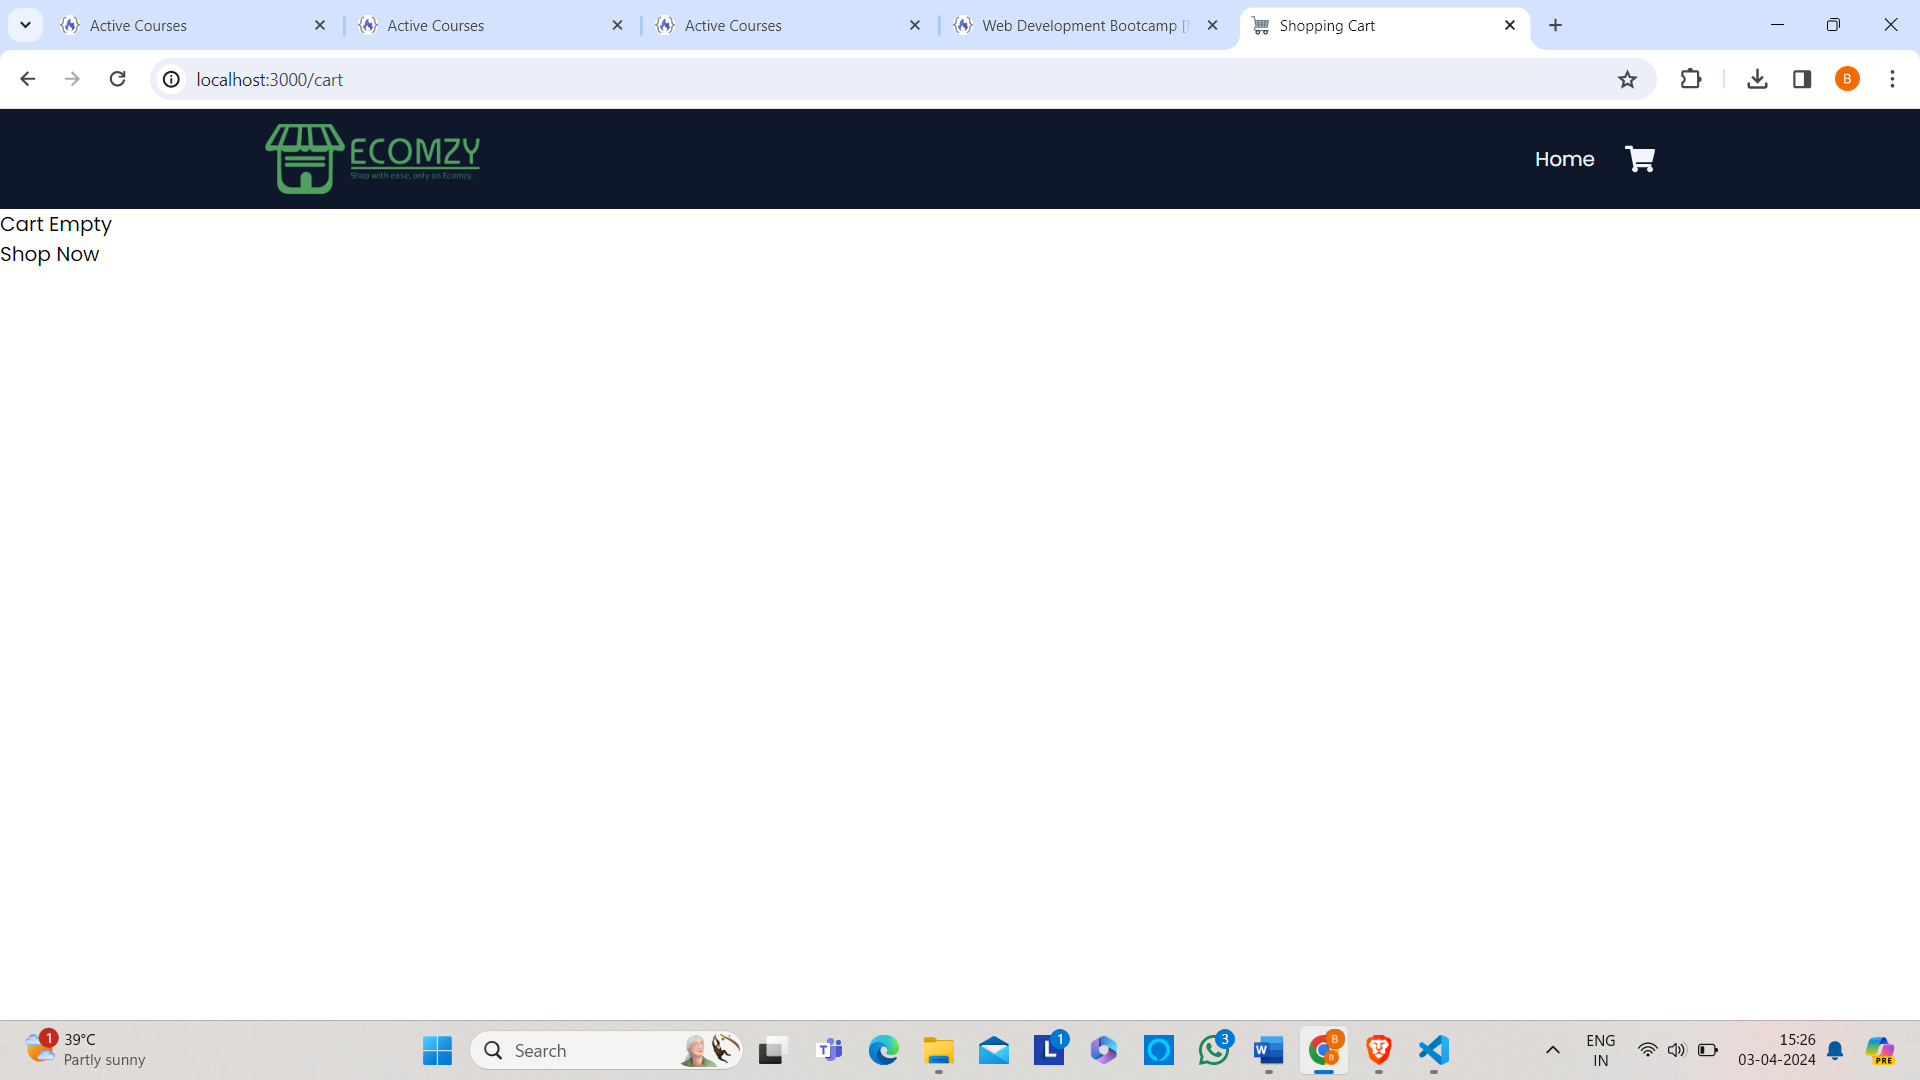 Active Courses
Active Courses
Active Courses
Web Development Bootcamp [
Shopping Cart
localhost:3000/cart
B
ECOMZY
Shop with ease, only on Ecomzy.
Home
Cart Empty
Shop Now
1
39°C
Partly sunny
Search
T
L
1
3
W
B
B
ENG
IN
15:26
03-04-2024
PRE